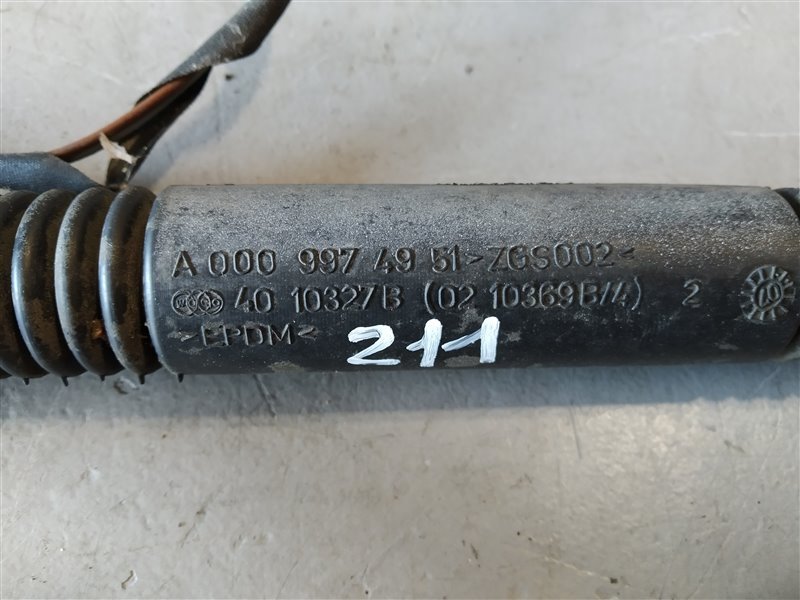 A 000 997 49 51 >ZGS002<
40 10327B (02 10369B/4) 2
>EPDM<
211